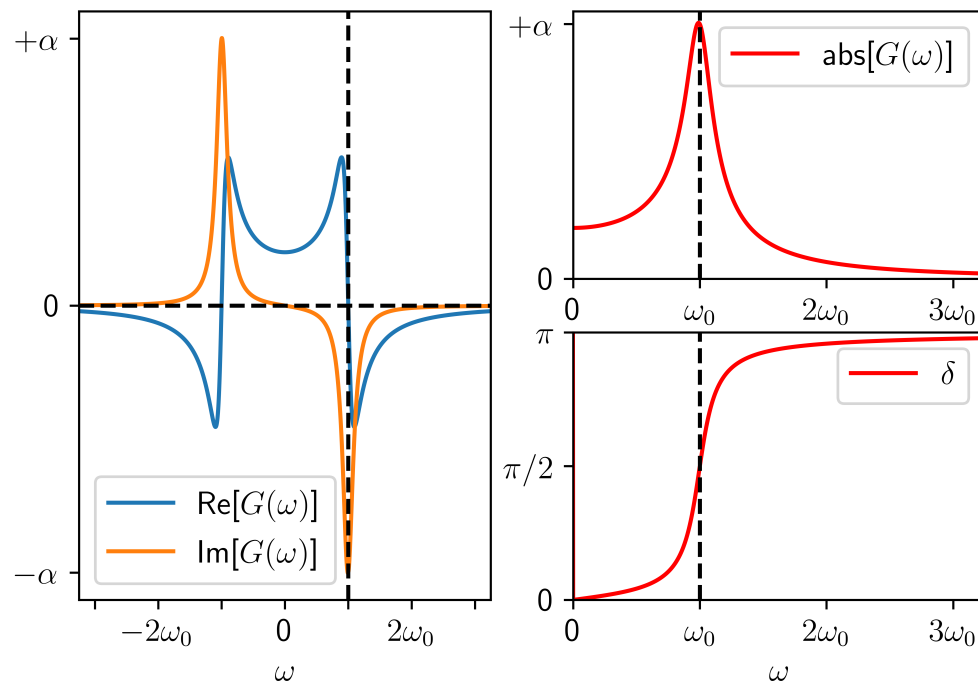 +α
0
−α
Re[G(ω)]
Im[G(ω)]
−2ω₀
0
2ω₀
ω
+α
0
abs[G(ω)]
0
ω₀
2ω₀
3ω₀
π
π/2
0
δ
0
ω₀
2ω₀
3ω₀
ω